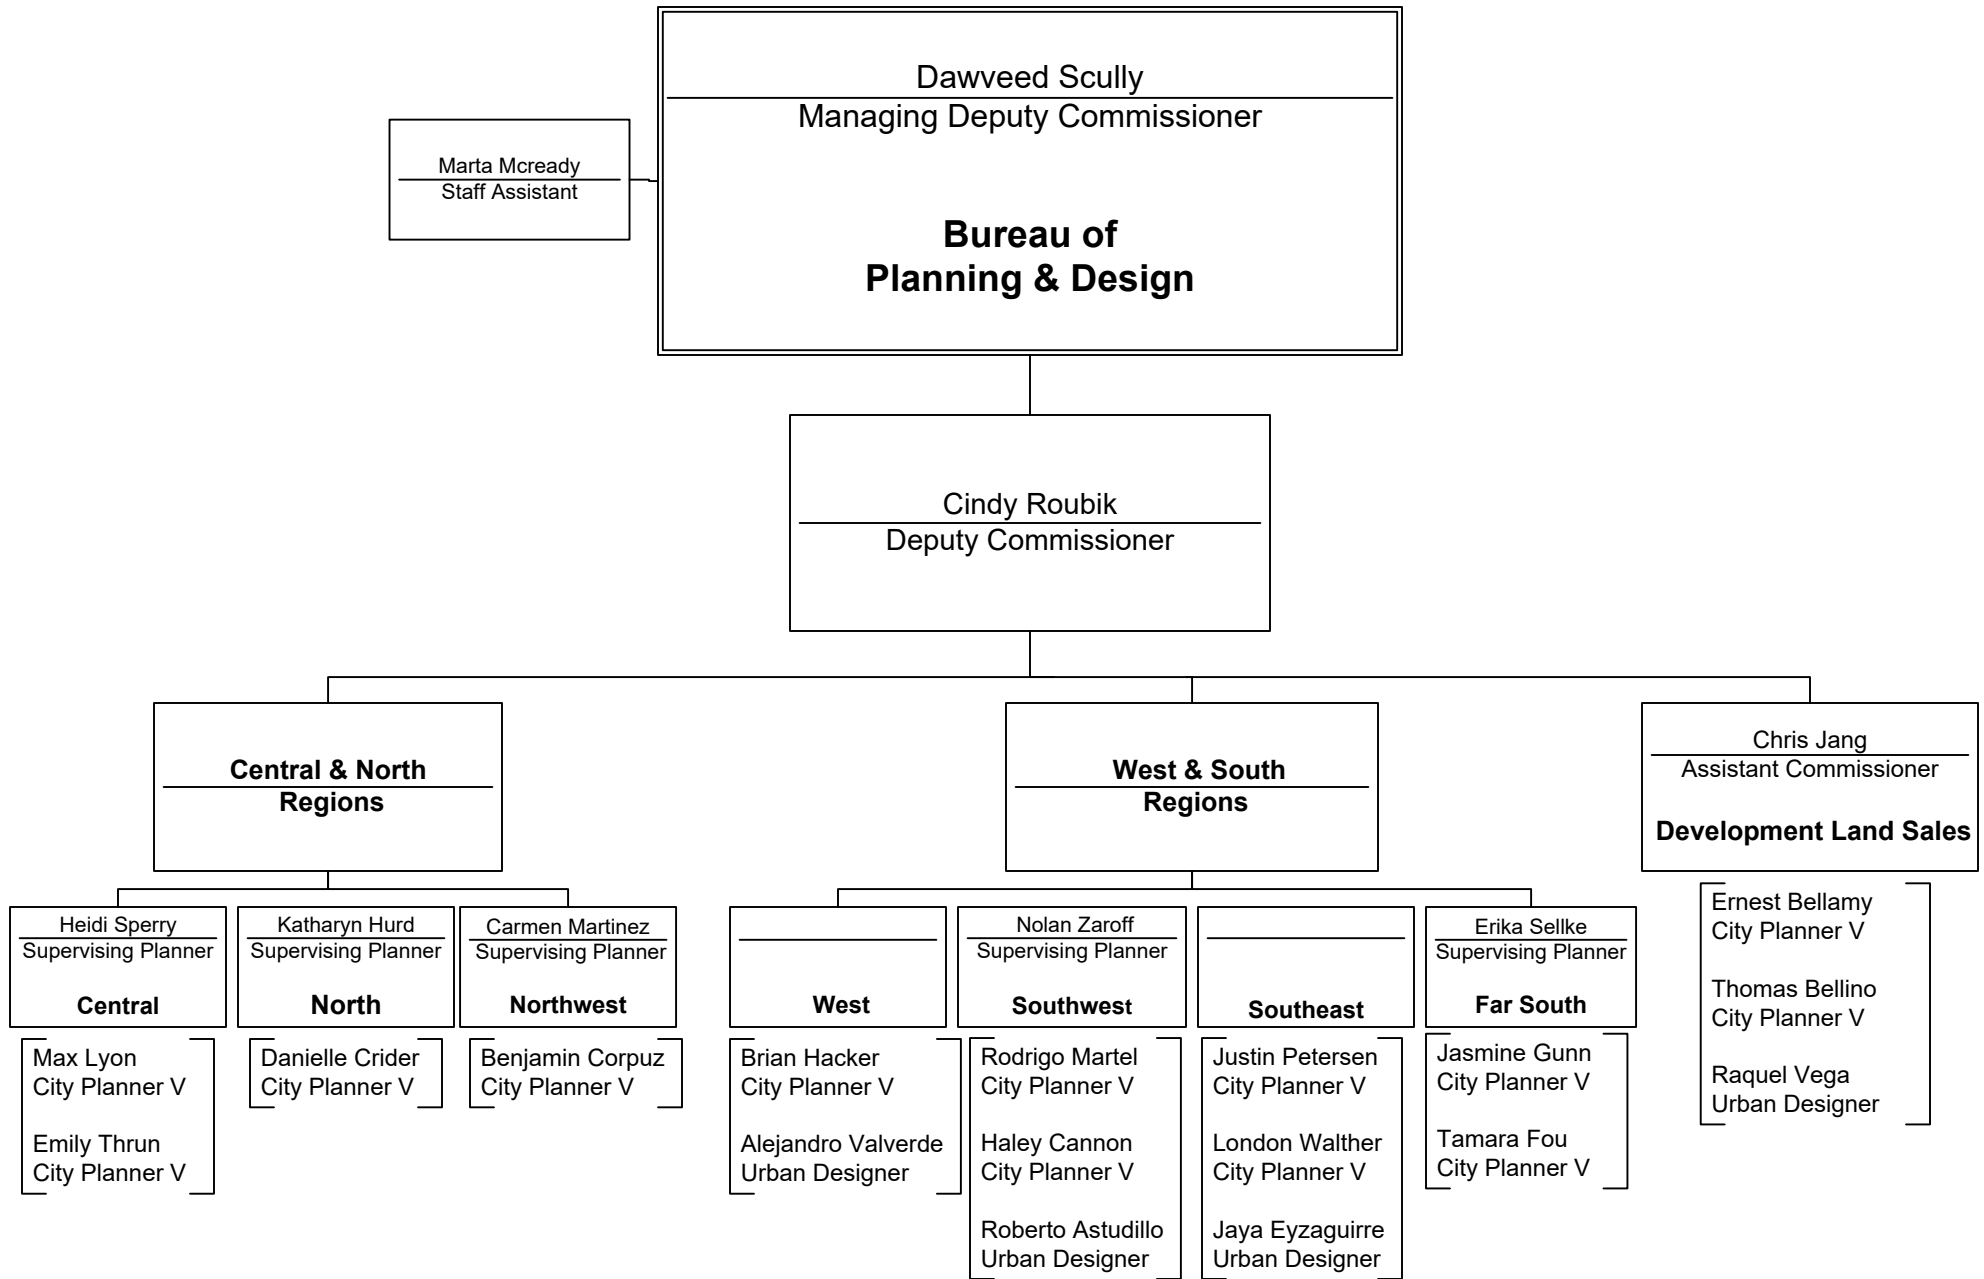 Dawveed Scully
Managing Deputy Commissioner
Bureau of
Planning & Design
Marta Mcready
Staff Assistant
Cindy Roubik
Deputy Commissioner
Central & North
Regions
West & South
Regions
Chris Jang
Assistant Commissioner
Development Land Sales
Heidi Sperry
Supervising Planner
Central
Max Lyon
City Planner V
Emily Thrun
City Planner V
Katharyn Hurd
Supervising Planner
North
Danielle Crider
City Planner V
Carmen Martinez
Supervising Planner
Northwest
Benjamin Corpuz
City Planner V
West
Brian Hacker
City Planner V
Alejandro Valverde
Urban Designer
Nolan Zaroff
Supervising Planner
Southwest
Rodrigo Martel
City Planner V
Haley Cannon
City Planner V
Roberto Astudillo
Urban Designer
Southeast
Justin Petersen
City Planner V
London Walther
City Planner V
Jaya Eyzaguirre
Urban Designer
Erika Sellke
Supervising Planner
Far South
Jasmine Gunn
City Planner V
Tamara Fou
City Planner V
Ernest Bellamy
City Planner V
Thomas Bellino
City Planner V
Raquel Vega
Urban Designer